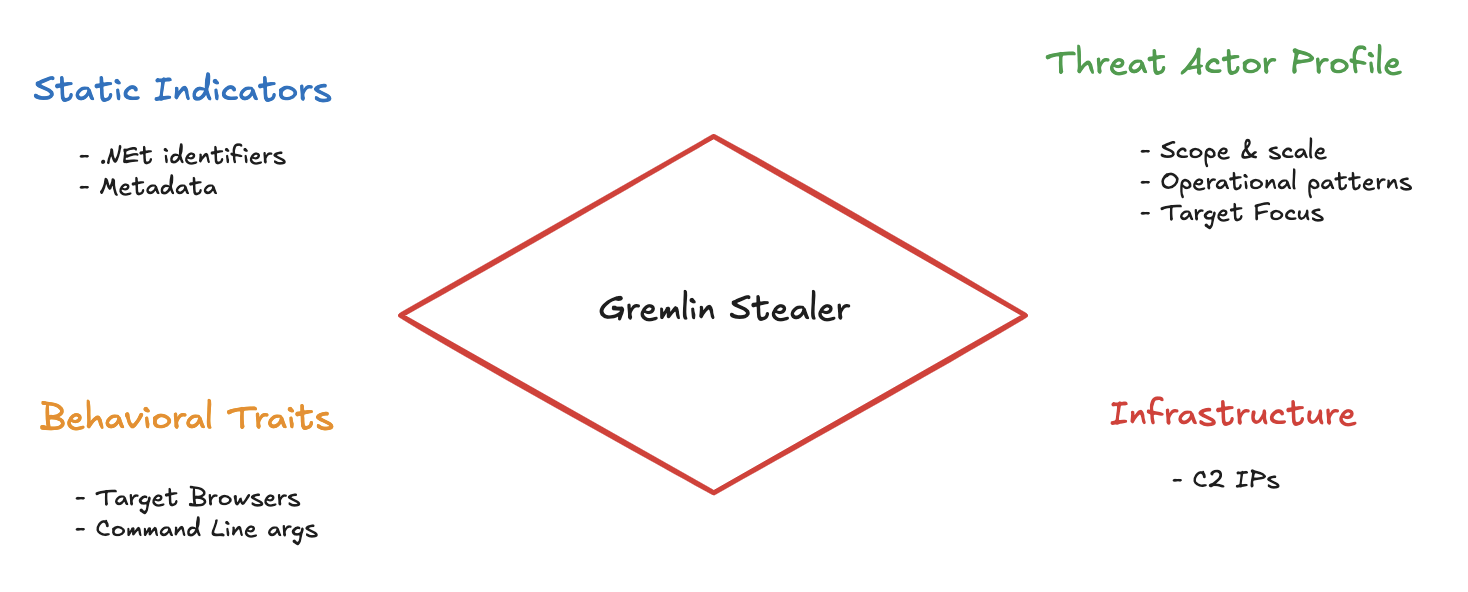 Static Indicators
- .NEt identifiers
- Metadata
Threat Actor Profile
- Scope & scale
- Operational patterns
- Target Focus
Gremlin Stealer
Behavioral Traits
- Target Browsers
- Command Line args
Infrastructure
- C2 IPs